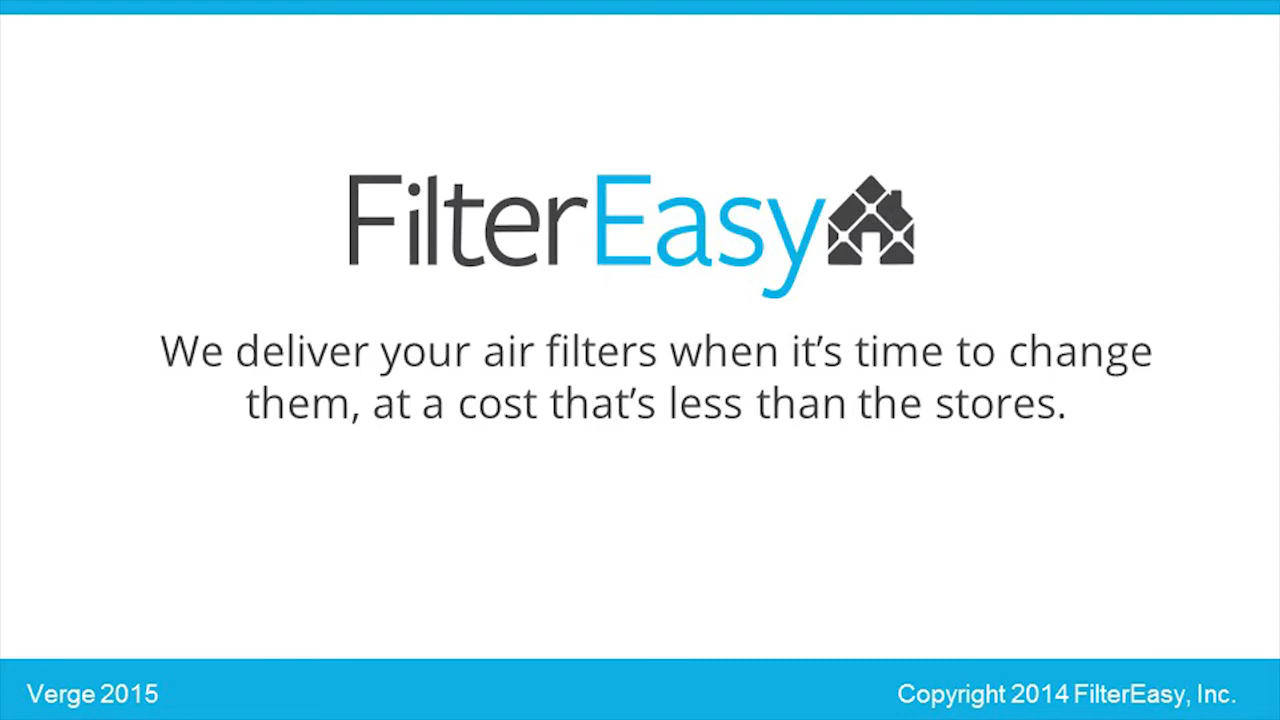 FilterEasy
We deliver your air filters when it's time to change
them, at a cost that's less than the stores.
Verge 2015
Copyright 2014 FilterEasy, Inc.